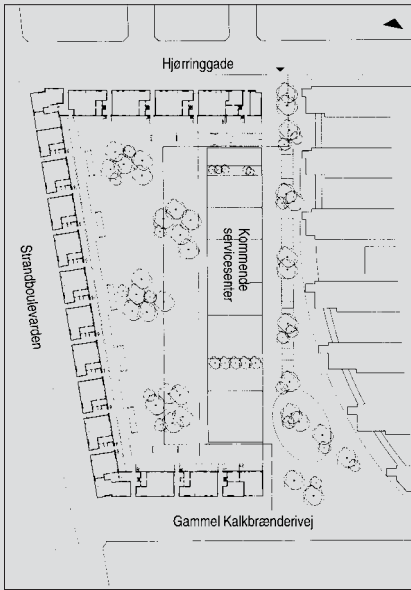 Hjørringgade
Strandboulevarden
Kommende
servicesenter
Gammel Kalkbrænderivej